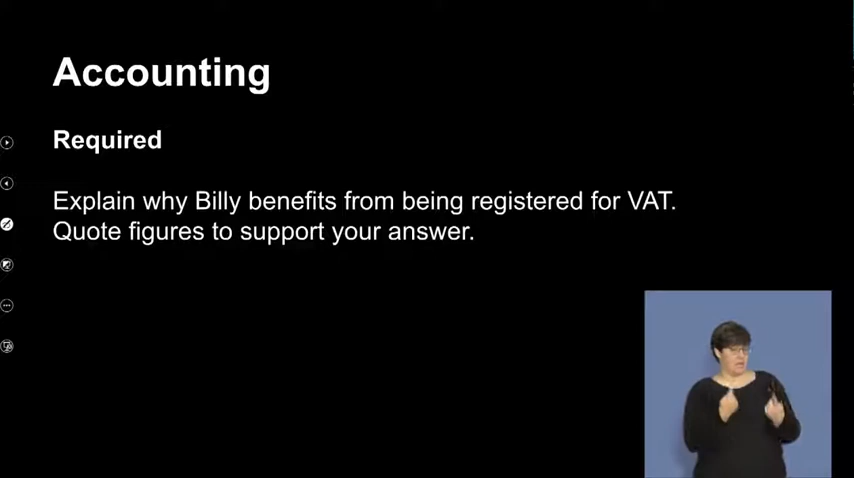 Accounting
Required
Explain why Billy benefits from being registered for VAT.
Quote figures to support your answer.